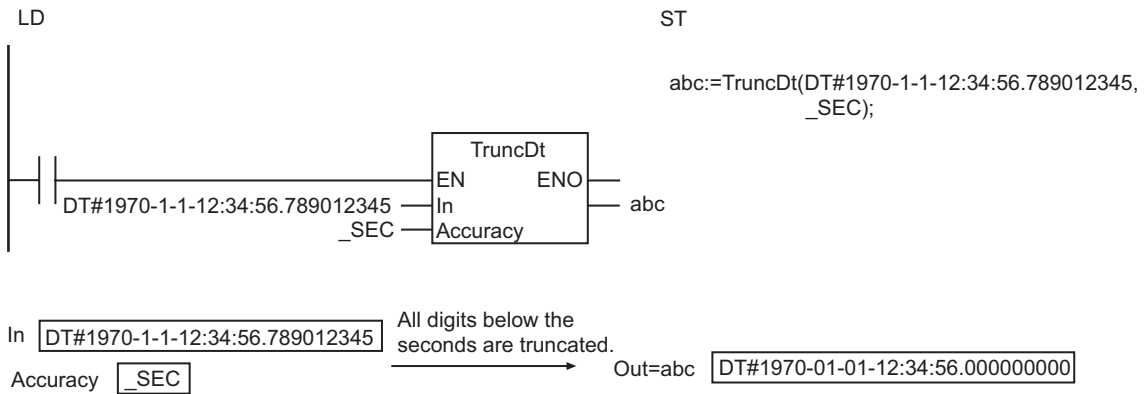 LD
ST
abc:=TruncDt(DT#1970-1-1-12:34:56.789012345,
_SEC);
TruncDt
EN ENO
DT#1970-1-1-12:34:56.789012345 In abc
_SEC Accuracy
In DT#1970-1-1-12:34:56.789012345
All digits below the
seconds are truncated.
Out=abc DT#1970-01-01-12:34:56.000000000
Accuracy _SEC